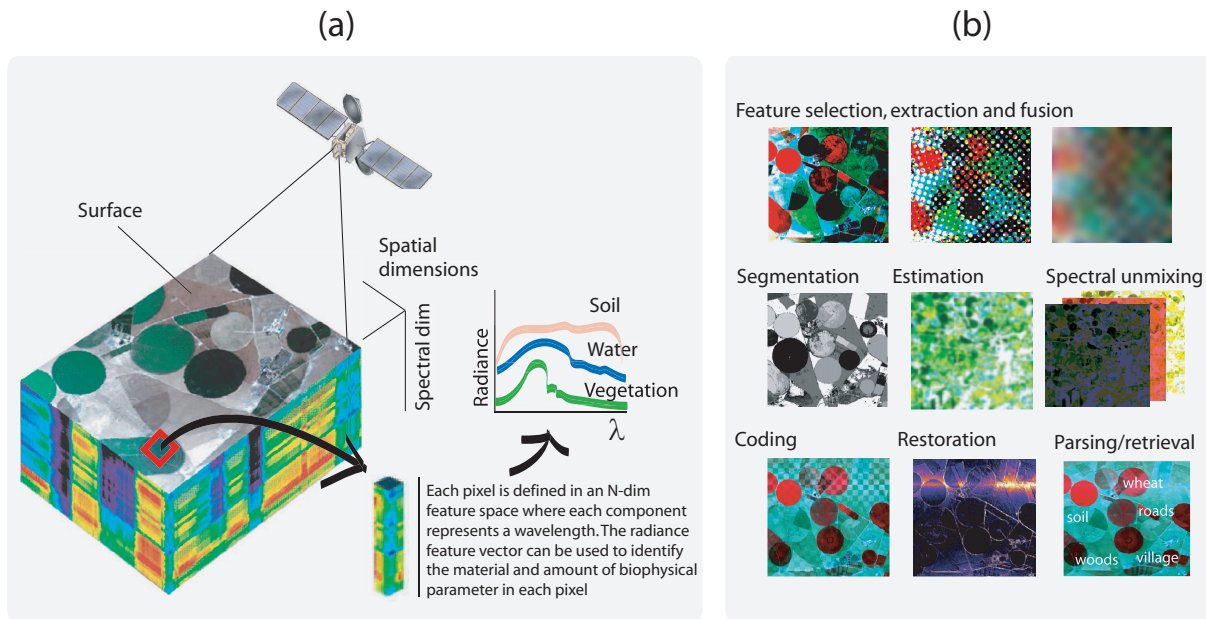 (a)
(b)
Surface
Spatial
dimensions
Spectral dim
Radiance
Soil
Water
Vegetation
λ
Each pixel is defined in an N-dim
feature space where each component
represents a wavelength. The radiance
feature vector can be used to identify
the material and amount of biophysical
parameter in each pixel
Feature selection, extraction and fusion
Segmentation
Estimation
Spectral unmixing
Coding
Restoration
Parsing/retrieval
wheat
soil
roads
woods
village